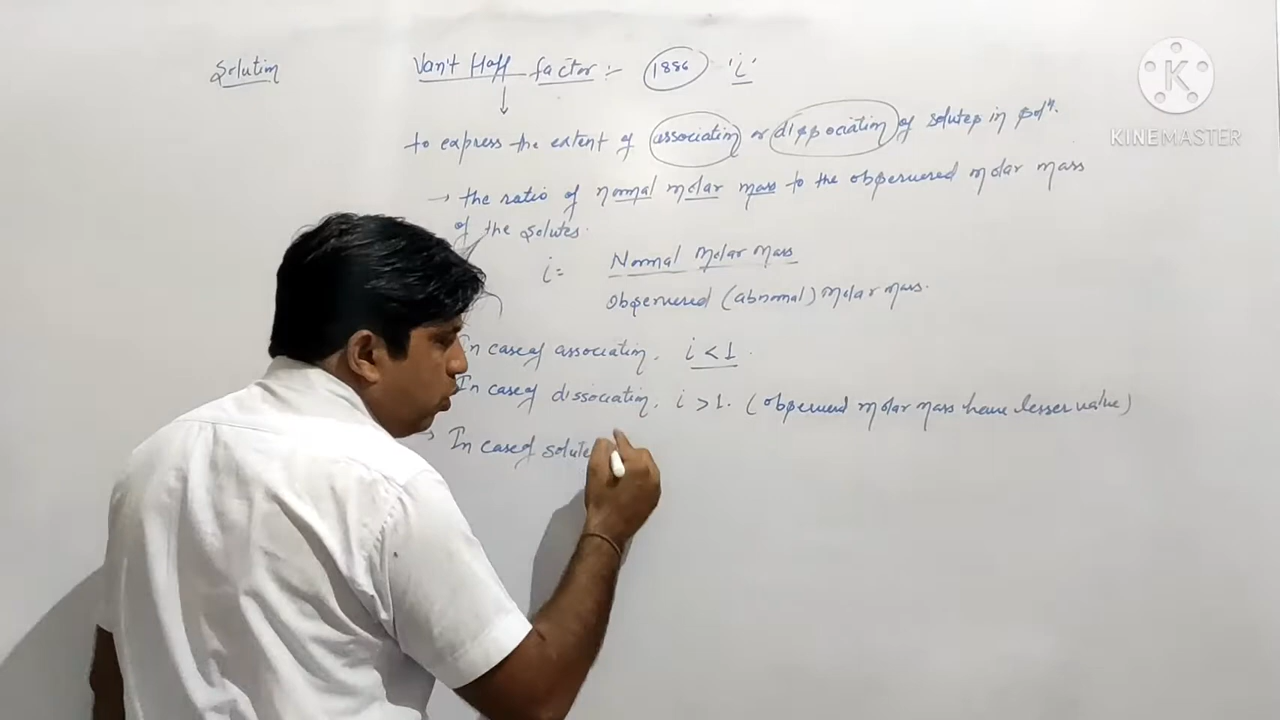 Solution Van't Hoff factor :- 1886 'i'
to express the extent of association or dissociation of solutes in soln.
→ the ratio of normal molar mass to the observered molar mass
of the solutes.
i = Normal molar mass
Observered (abnormal) molar mass.
In case of association, i < 1.
In case of dissociation, i > 1. (observed molar mass have lesser value)
→ In case of solute
K
KINEMASTER